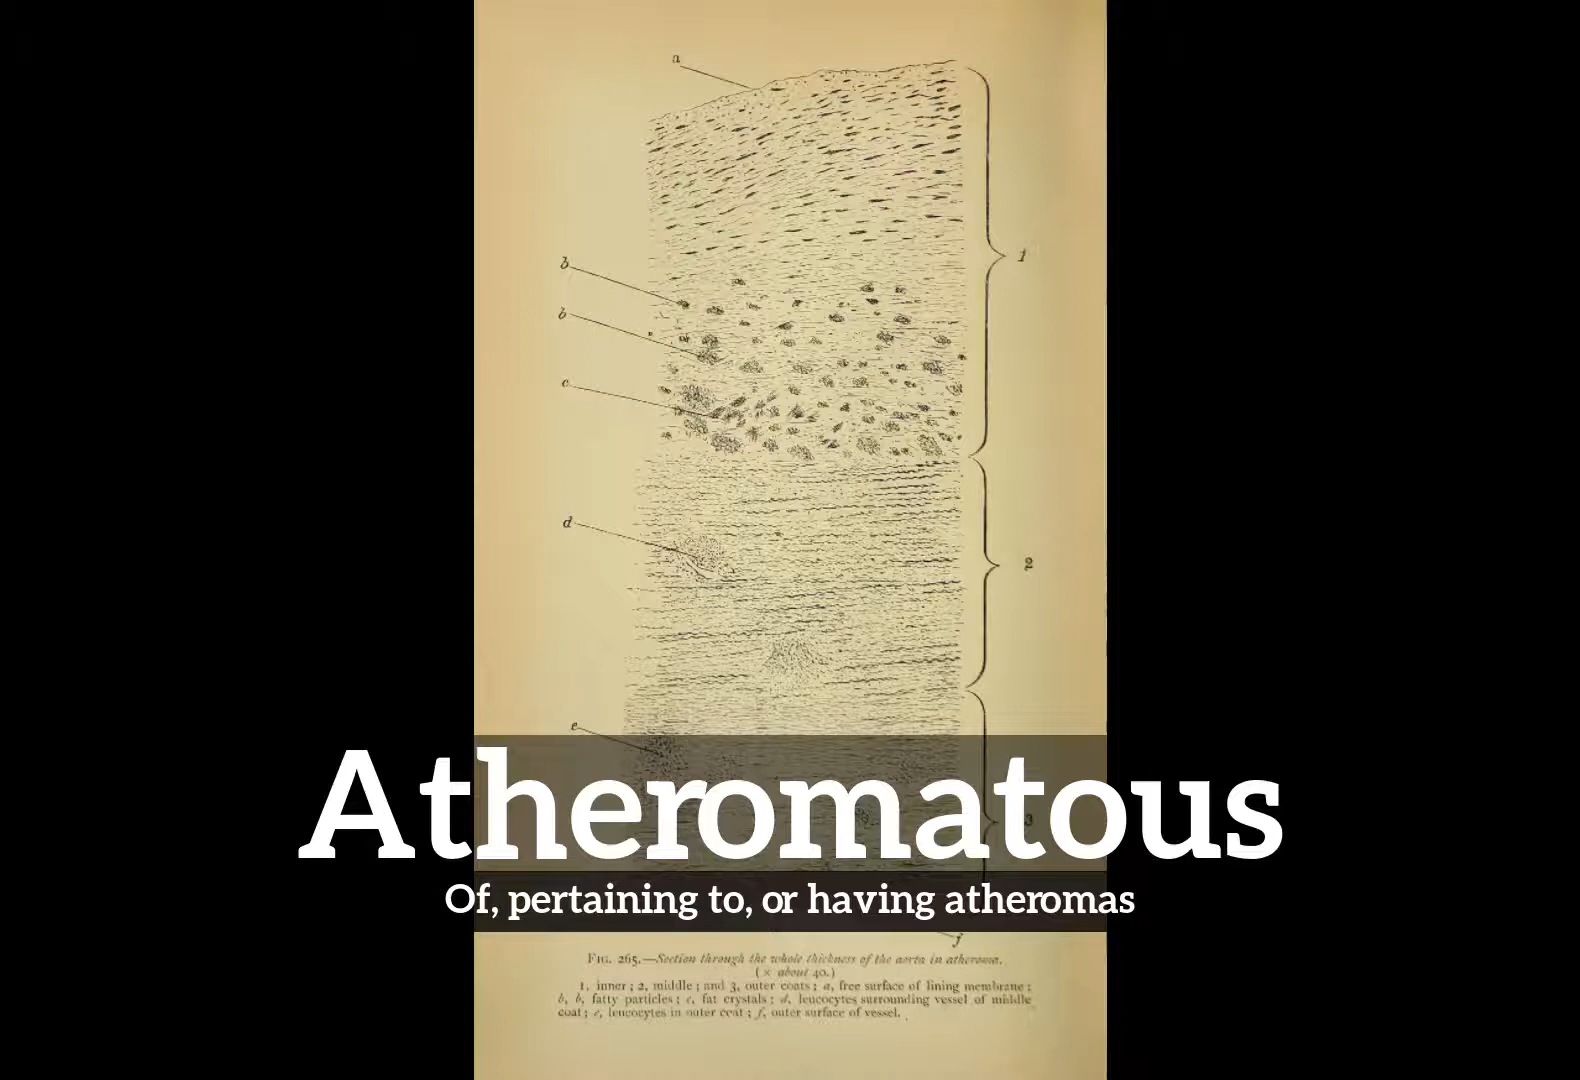 a
1
b
b
c
d
2
e
3
Atheromatous
Of, pertaining to, or having atheromas
f
FIG. 265.—Section through the whole thickness of the aorta in atheroma.
(× about 40.)
1, inner ; 2, middle ; and 3, outer coats ; a, free surface of lining membrane ;
b, b, fatty particles ; c, fat crystals ; d, leucocytes surrounding vessel of middle
coat ; e, leucocytes in outer coat ; f, outer surface of vessel.